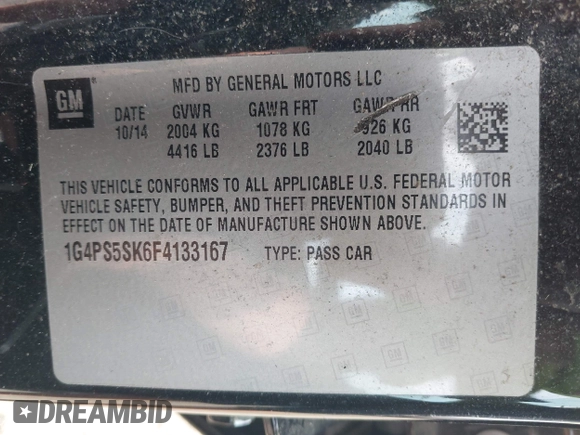 MFD BY GENERAL MOTORS LLC
GM
DATE GVWR GAWR FRT GAWR RR
10/14 2004 KG 1078 KG 926 KG
4416 LB 2376 LB 2040 LB
THIS VEHICLE CONFORMS TO ALL APPLICABLE U.S. FEDERAL MOTOR
VEHICLE SAFETY, BUMPER, AND THEFT PREVENTION STANDARDS IN
EFFECT ON THE DATE OF MANUFACTURE SHOWN ABOVE.
1G4PS5SK6F4133167 TYPE: PASS CAR
DREAMBID